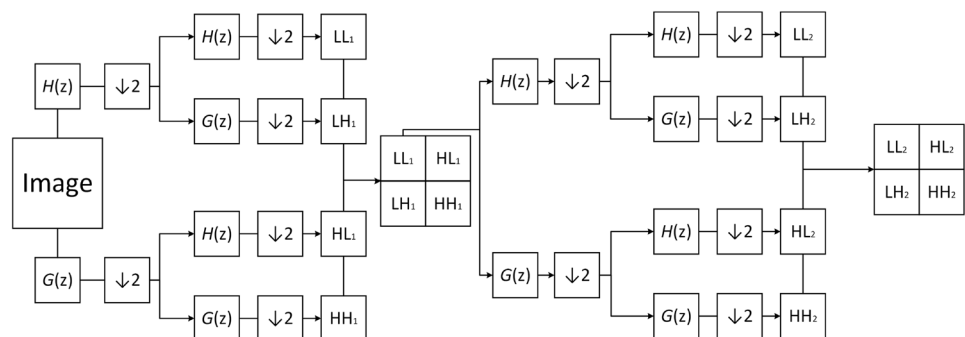 H(z) ↓2 LL₁
H(z) ↓2
G(z) ↓2 LH₁
Image
H(z) ↓2 HL₁
G(z) ↓2
G(z) ↓2 HH₁
LL₁ HL₁
LH₁ HH₁
H(z) ↓2 LL₂
H(z) ↓2
G(z) ↓2 LH₂
H(z) ↓2 HL₂
G(z) ↓2
G(z) ↓2 HH₂
LL₂ HL₂
LH₂ HH₂